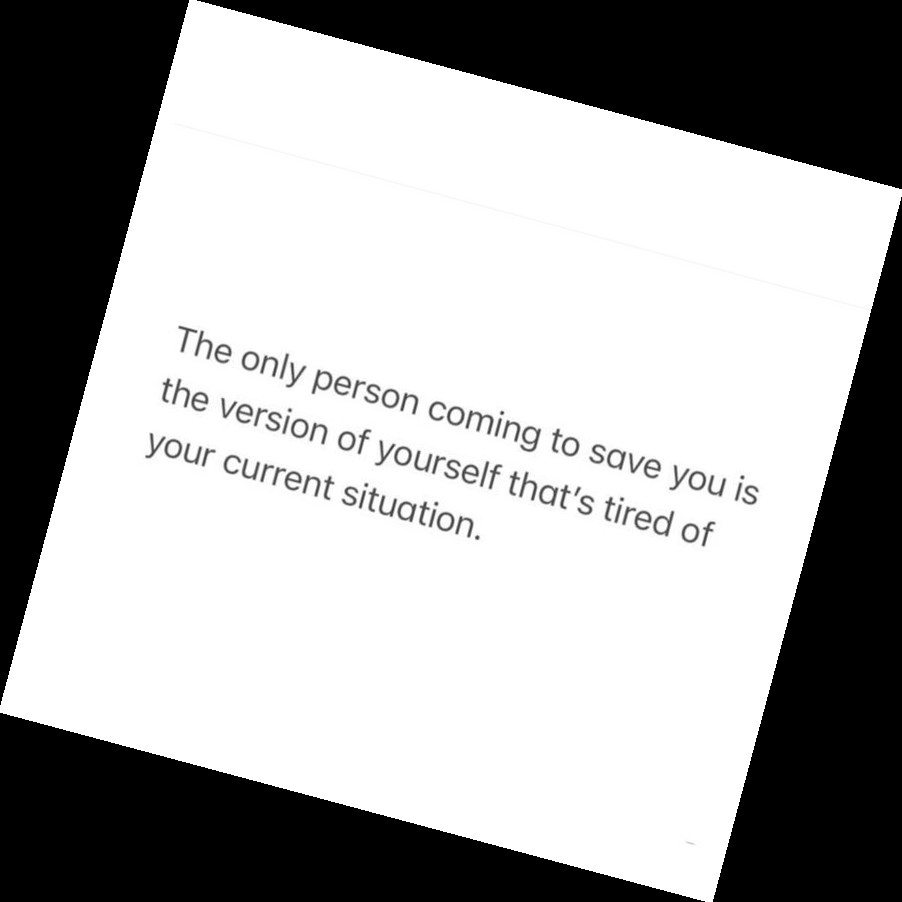 The only person coming to save you is
the version of yourself that’s tired of
your current situation.